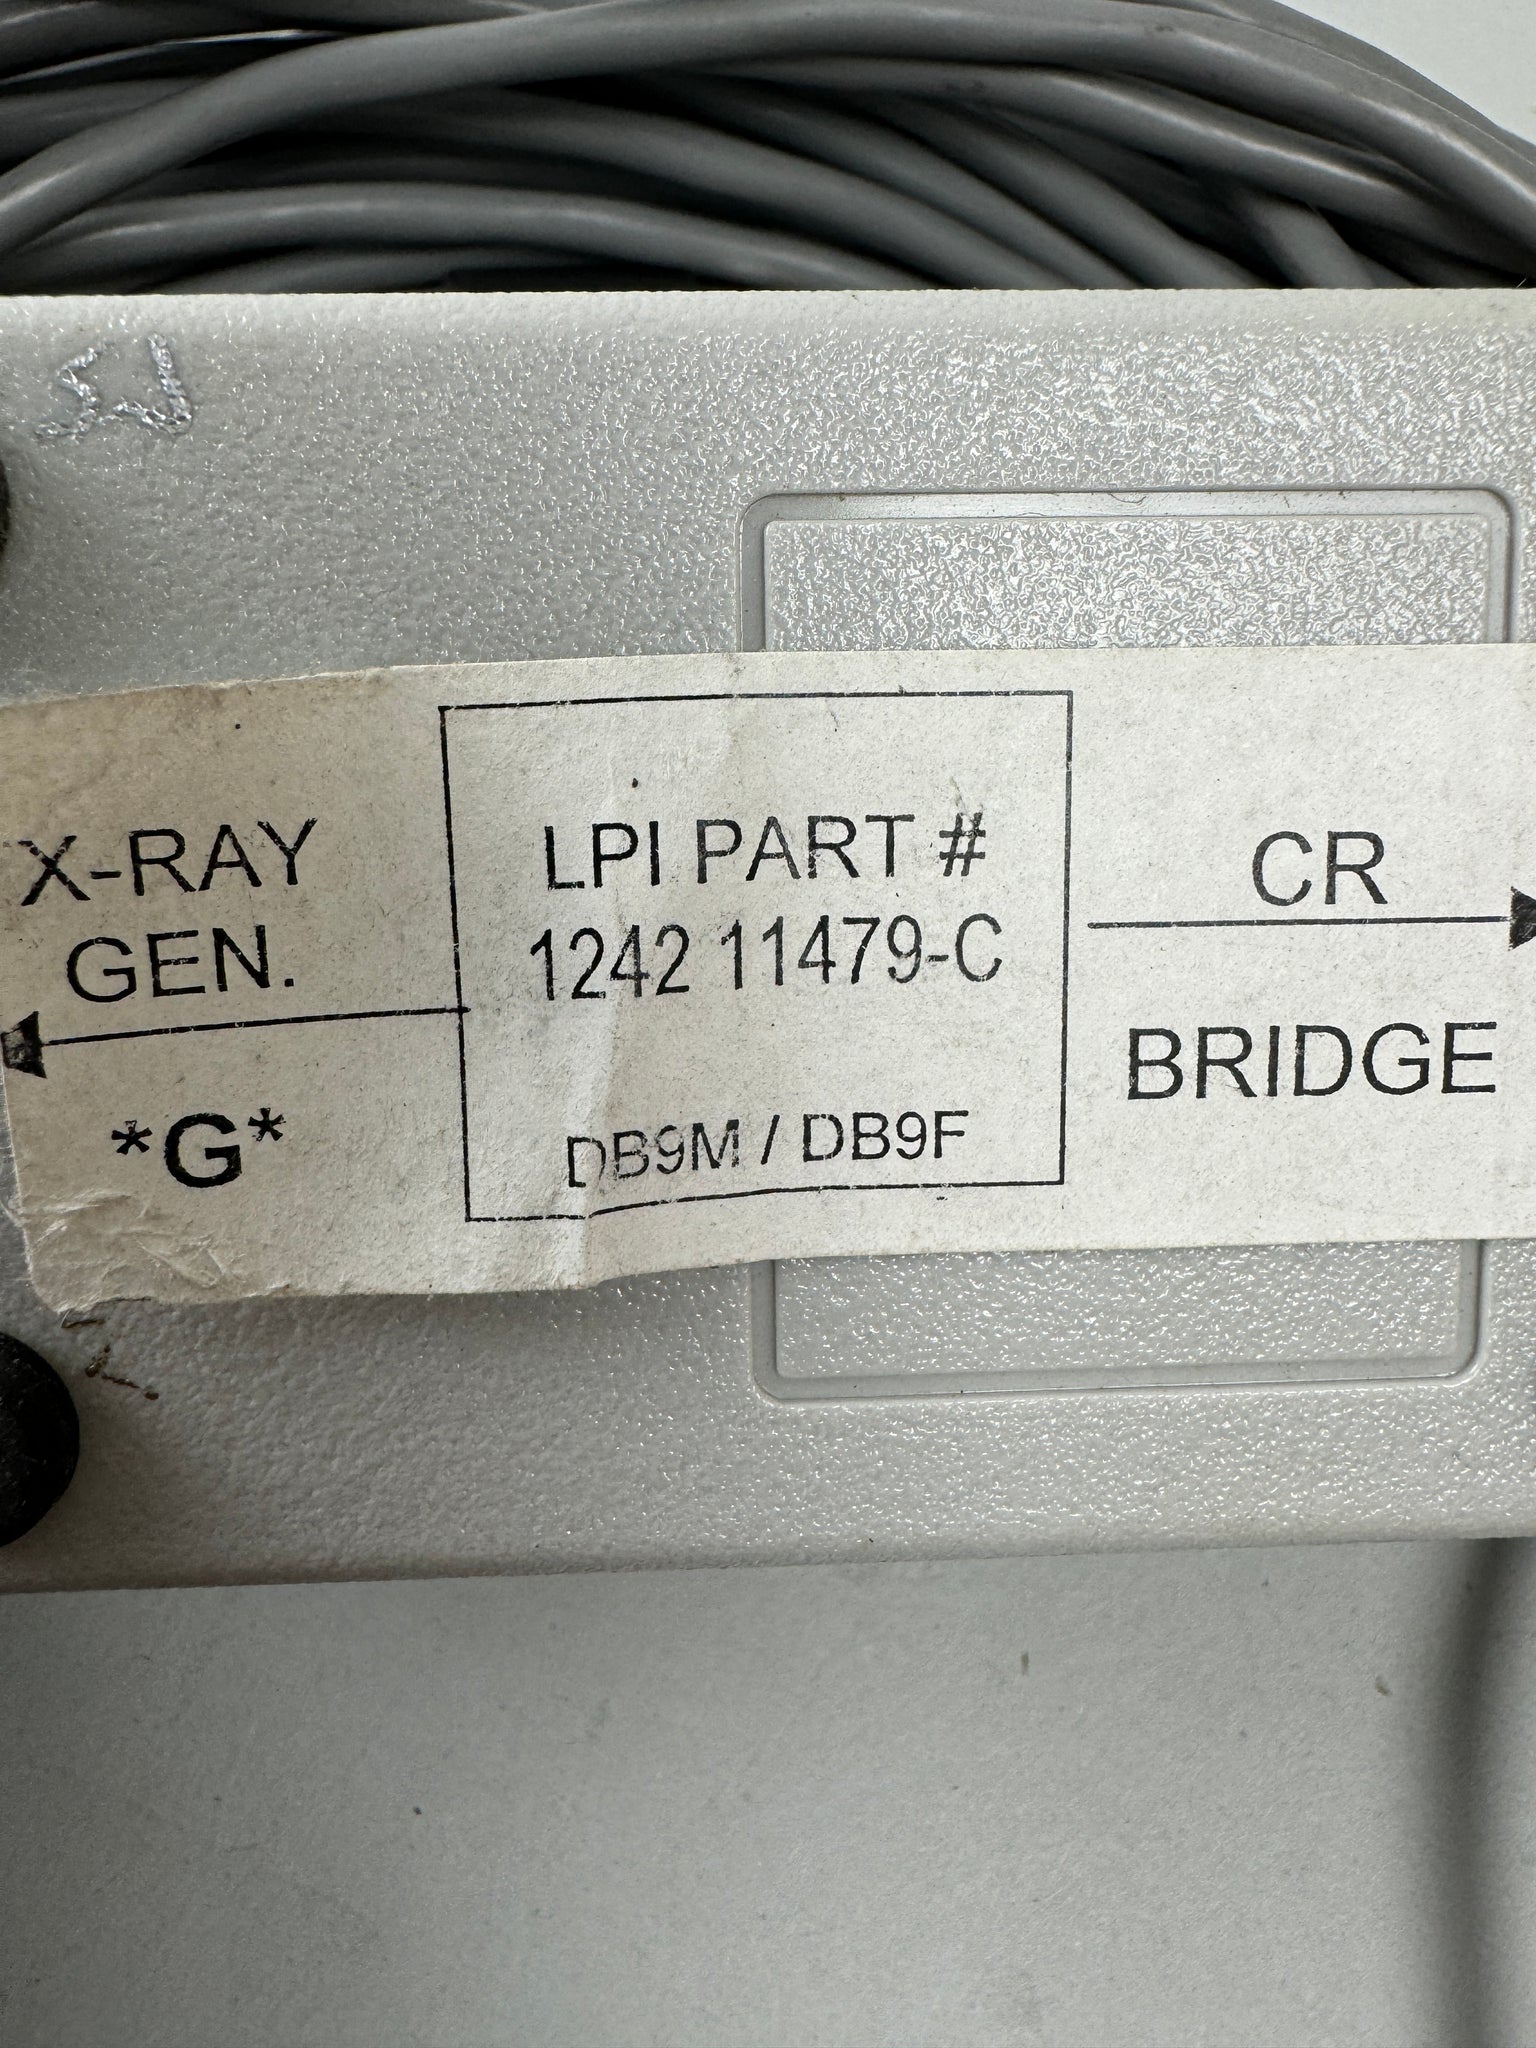 X-RAY
GEN.
*G*
LPI PART #
1242 11479-C
DB9M / DB9F
CR
BRIDGE